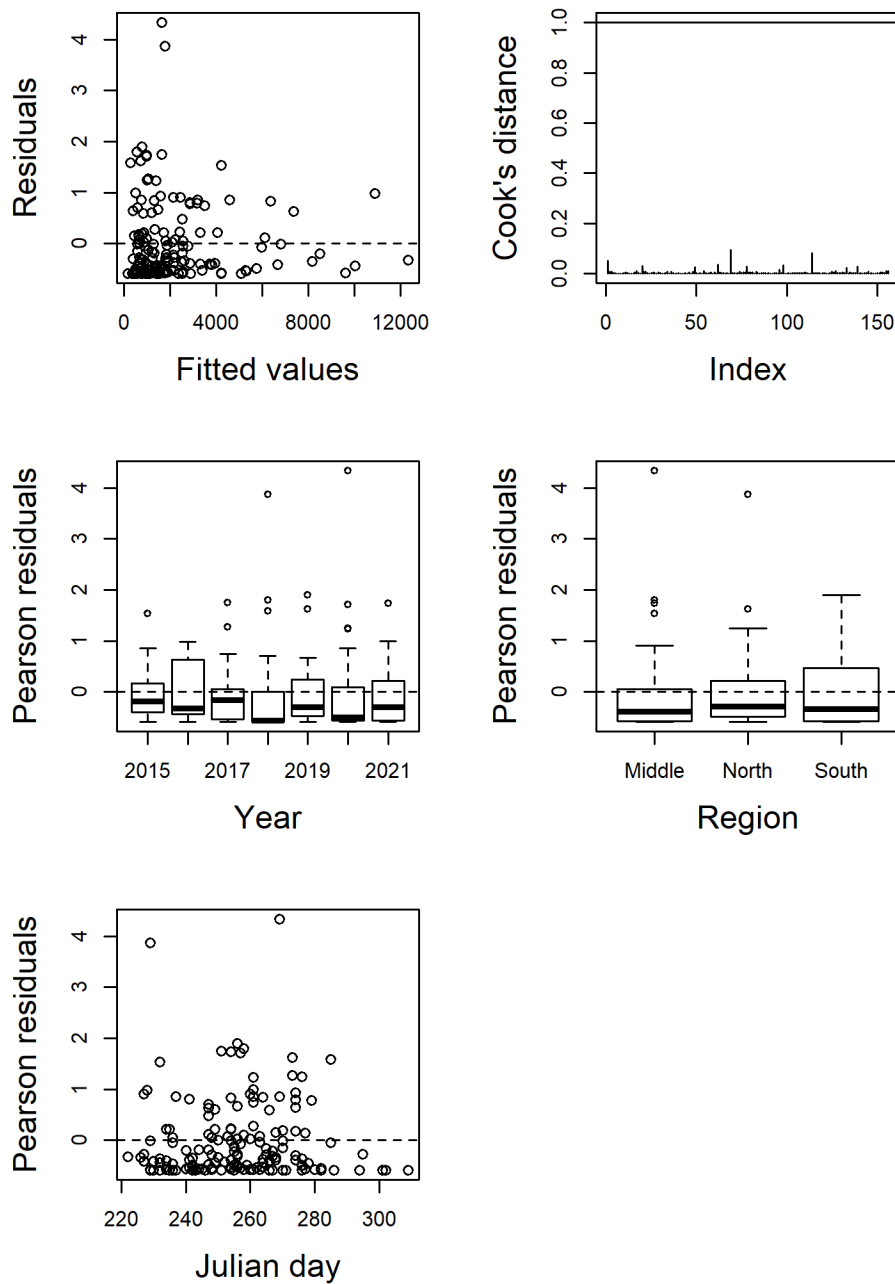 Residuals
4
3
2
1
0
0 4000 8000 12000
Fitted values
Cook's distance
1.0
0.8
0.6
0.4
0.2
0.0
0 50 100 150
Index
Pearson residuals
4
3
2
1
0
2015 2017 2019 2021
Year
Pearson residuals
4
3
2
1
0
Middle North South
Region
Pearson residuals
4
3
2
1
0
220 240 260 280 300
Julian day